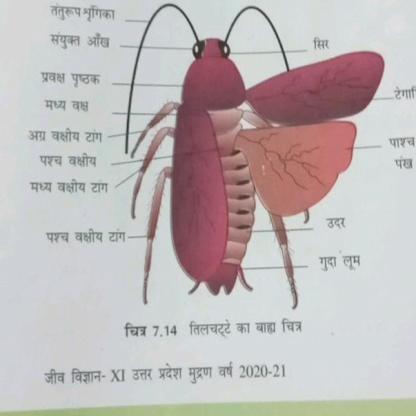 तंतुरूप शृंगिका
संयुक्त आँख
सिर
प्रवक्ष पृष्ठक
मध्य वक्ष
अग्र वक्षीय टांग
पश्च वक्षीय
मध्य वक्षीय टांग
पश्च वक्षीय टांग
पाश्च
पंख
उदर
गुदा लूम
चित्र 7.14 तिलचट्टे का बाह्य चित्र
जीव विज्ञान- XI उत्तर प्रदेश मुद्रण वर्ष 2020-21